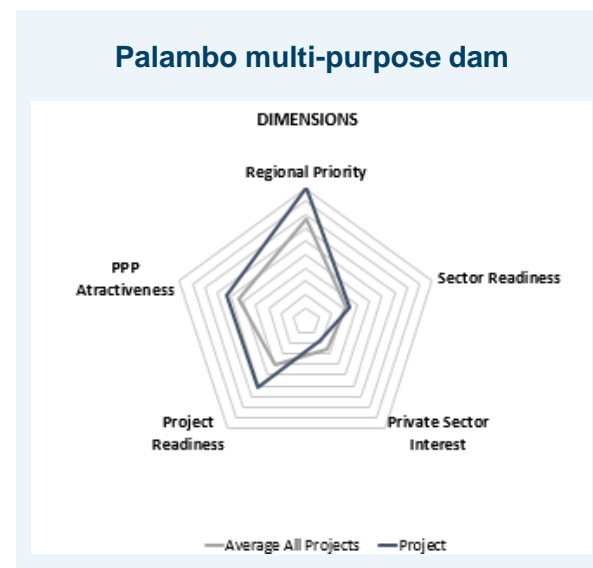 Palambo multi-purpose dam
DIMENSIONS
Regional Priority
PPP
Atractiveness
Sector Readiness
Project
Readiness
Private Sector
Interest
Average All Projects
Project